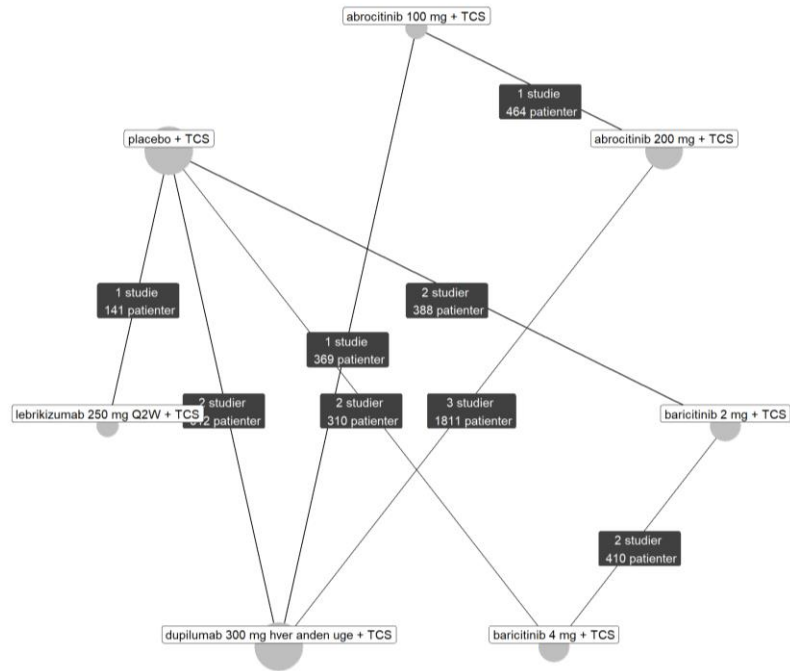 abrocitinib 100 mg + TCS
1 studie
464 patienter
placebo + TCS
abrocitinib 200 mg + TCS
1 studie
141 patienter
2 studier
388 patienter
1 studie
369 patienter
lebrikizumab 250 mg Q2W + TCS
2 studier
patienter
2 studier
310 patienter
3 studier
1811 patienter
baricitinib 2 mg + TCS
2 studier
410 patienter
dupilumab 300 mg hver anden uge + TCS
baricitinib 4 mg + TCS